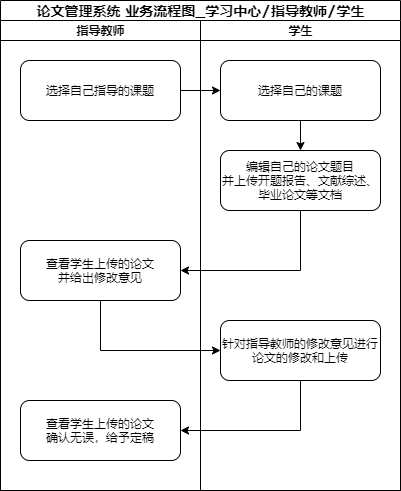 论文管理系统 业务流程图_学习中心/指导教师/学生
指导教师
学生
选择自己指导的课题
选择自己的课题
编辑自己的论文题目
并上传开题报告、文献综述、
毕业论文等文档
查看学生上传的论文
并给出修改意见
针对指导教师的修改意见进行
论文的修改和上传
查看学生上传的论文
确认无误，给予定稿